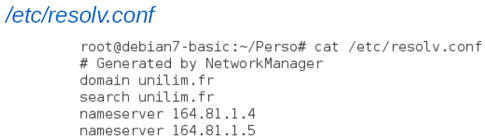 /etc/resolv.conf
root@debian7-basic:~/Perso# cat /etc/resolv.conf
# Generated by NetworkManager
domain unilim.fr
search unilim.fr
nameserver 164.81.1.4
nameserver 164.81.1.5